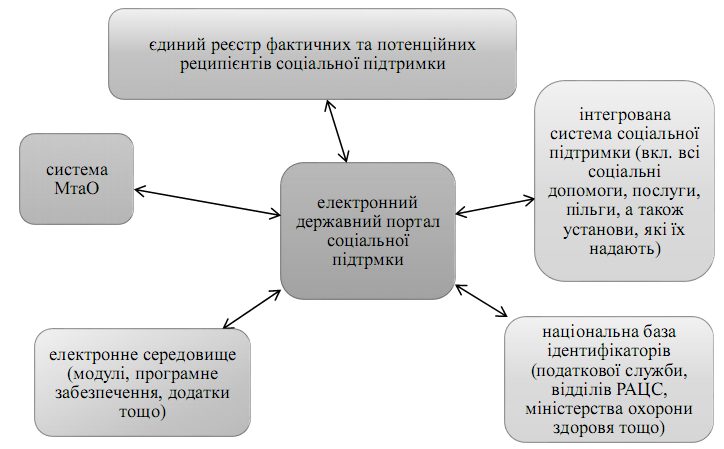 єдиний реєстр фактичних та потенційних
реципієнтів соціальної підтримки
система
МтаО
інтегрована
система соціальної
підтримки (вкл. всі
соціальні
допомоги, послуги,
пільги, а також
установи, які їх
надають)
електронний
державний портал
соціальної
підтрмки
електронне середовище
(модулі, програмне
забезпечення, додатки
тощо)
національна база
ідентифікаторів
(податкової служби,
відділів РАЦС,
міністерства охорони
здоровя тощо)